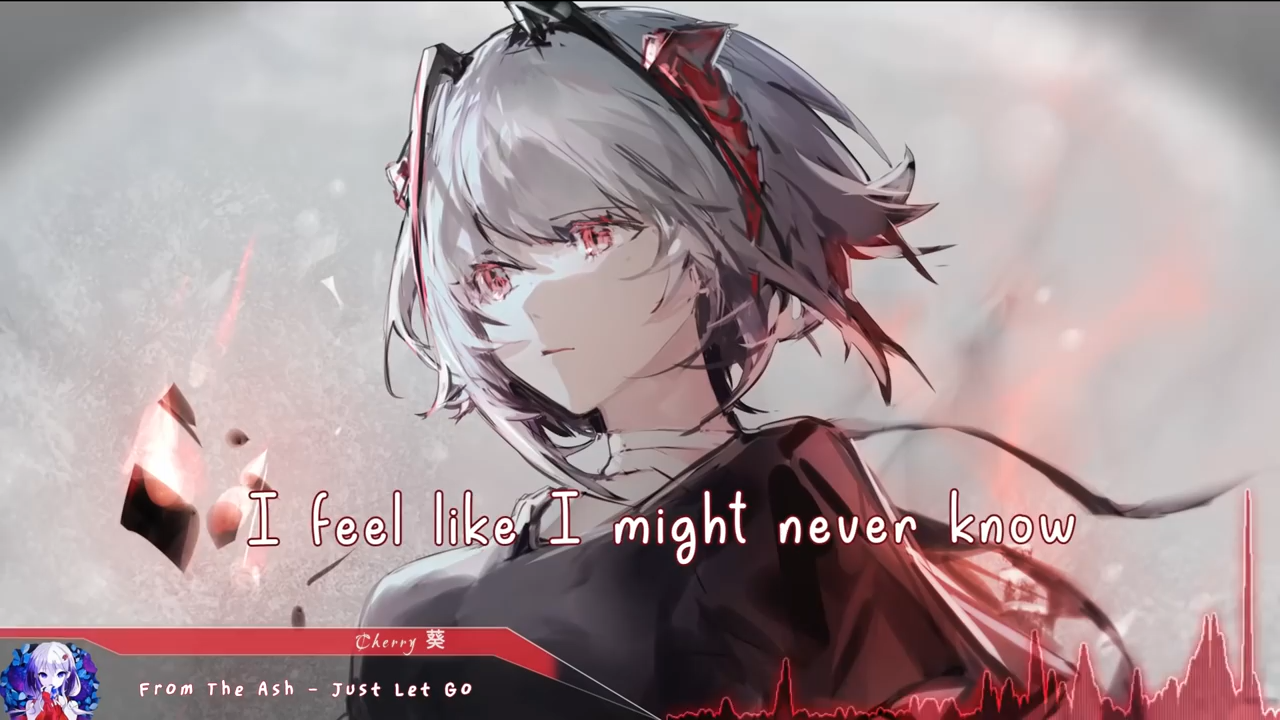 I feel like I might never know
Cherry 葵
From The Ash - Just Let Go